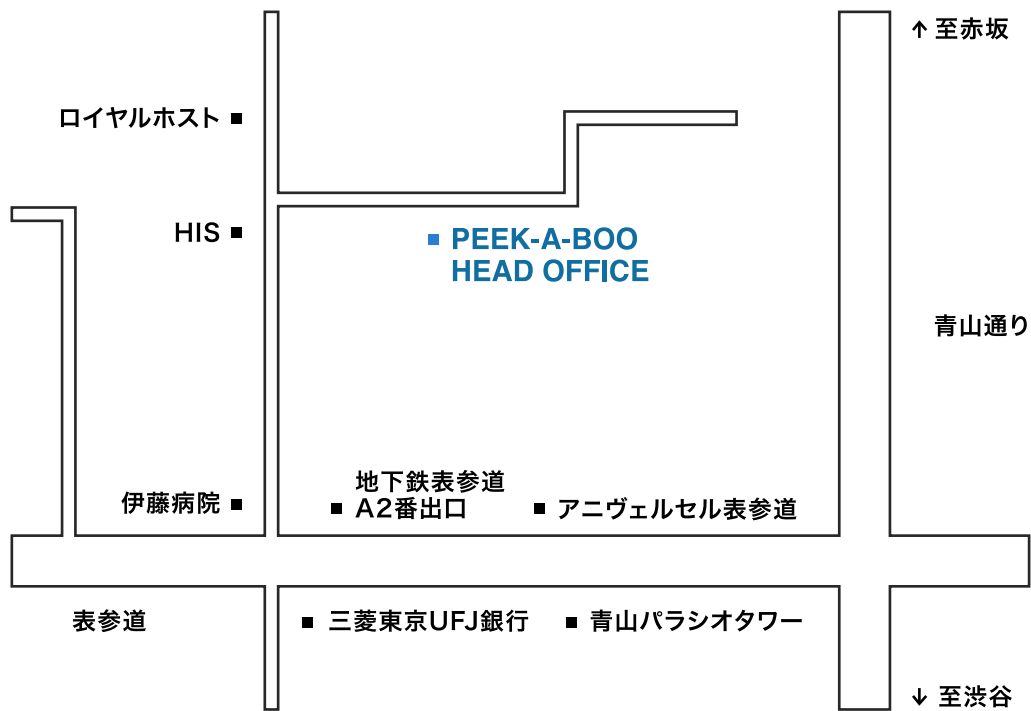 ↑ 至赤坂
ロイヤルホスト
HIS
PEEK-A-BOO
HEAD OFFICE
青山通り
地下鉄表参道
A2番出口
伊藤病院
アニヴェルセル表参道
表参道
三菱東京UFJ銀行
青山パラシオタワー
↓ 至渋谷